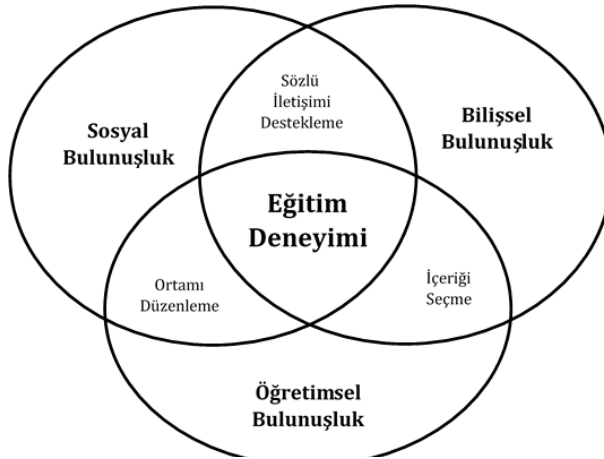 Sözlü
İletişimi
Destekleme
Sosyal
Bulunuşluk
Bilişsel
Bulunuşluk
Eğitim
Deneyimi
Ortamı
Düzenleme
İçeriği
Seçme
Öğretimsel
Bulunuşluk